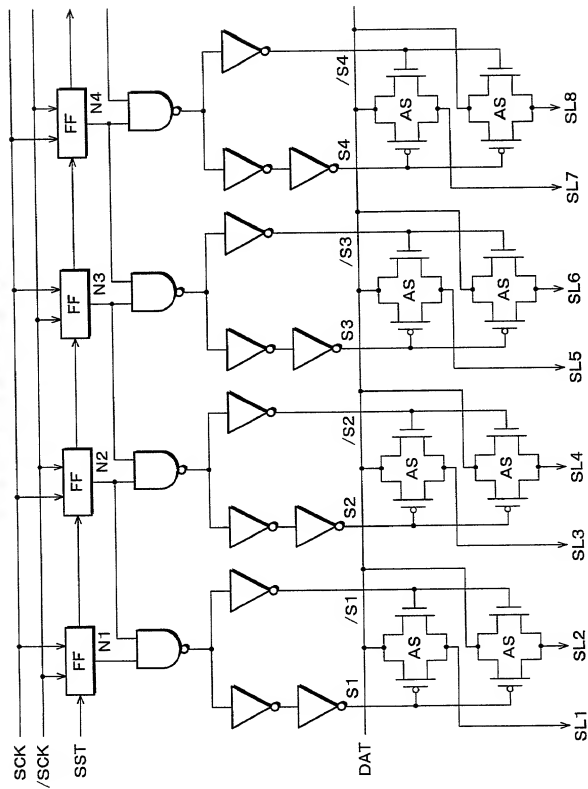 SCK
/SCK
SST
FF
FF
FF
FF
N1
N2
N3
N4
S1
/S1
S2
/S2
S3
/S3
S4
/S4
DAT
AS
AS
AS
AS
AS
AS
AS
AS
SL1
SL2
SL3
SL4
SL5
SL6
SL7
SL8